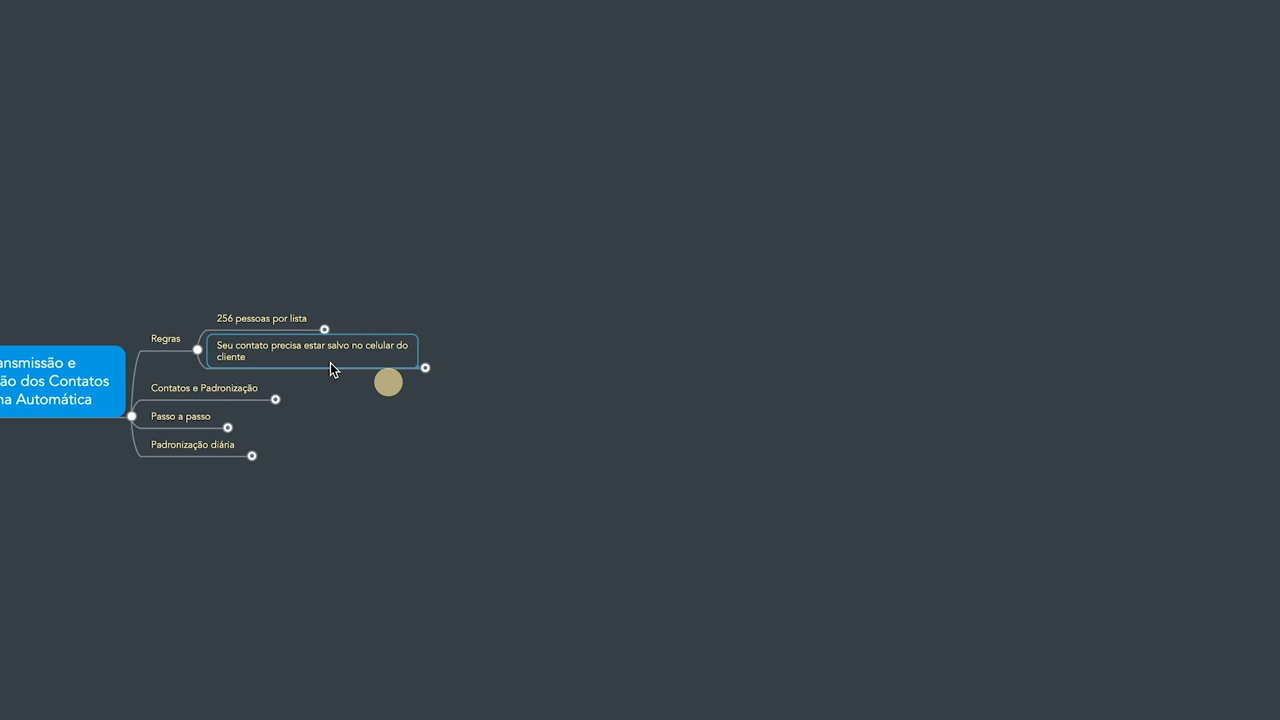 256 pessoas por lista
Regras
Seu contato precisa estar salvo no celular do
cliente
ansmissão e
ão dos Contatos
na Automática
Contatos e Padronização
Passo a passo
Padronização diária